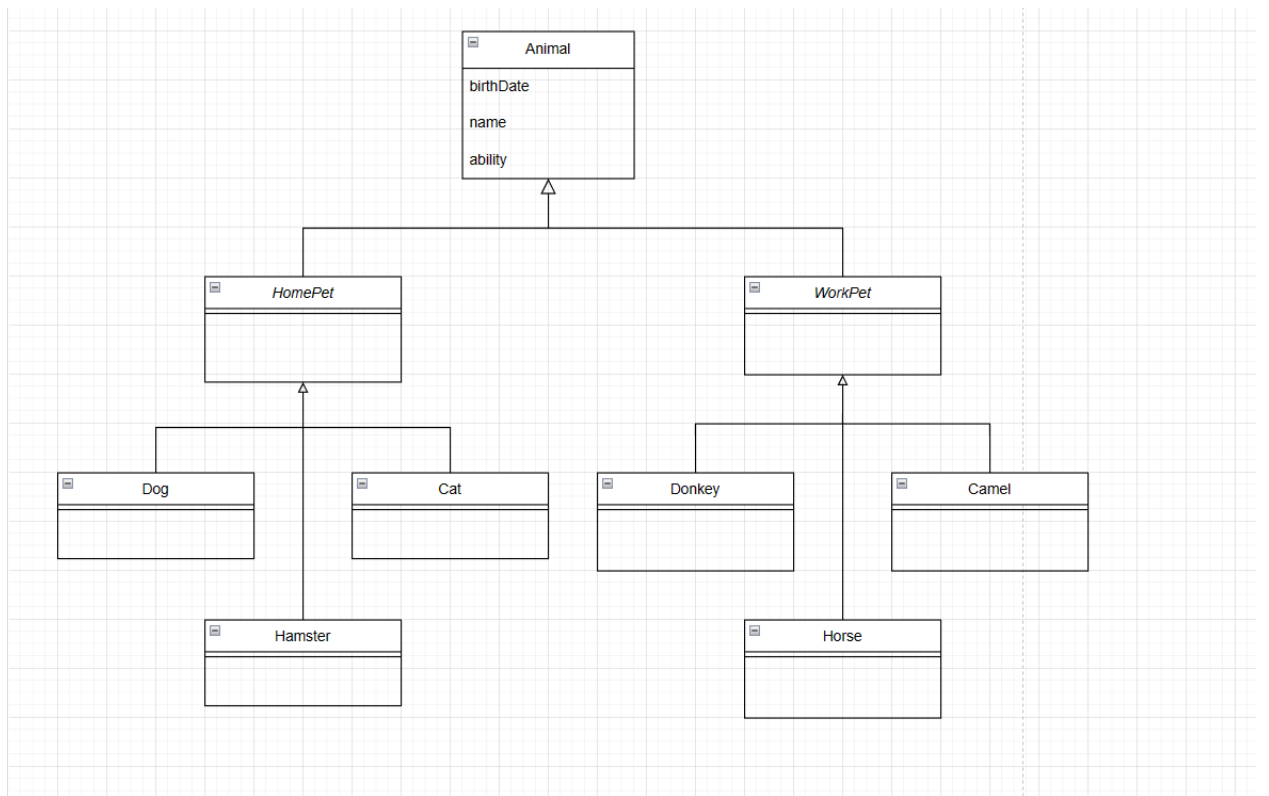 Animal
birthDate
name
ability
HomePet
WorkPet
Dog
Cat
Donkey
Camel
Hamster
Horse